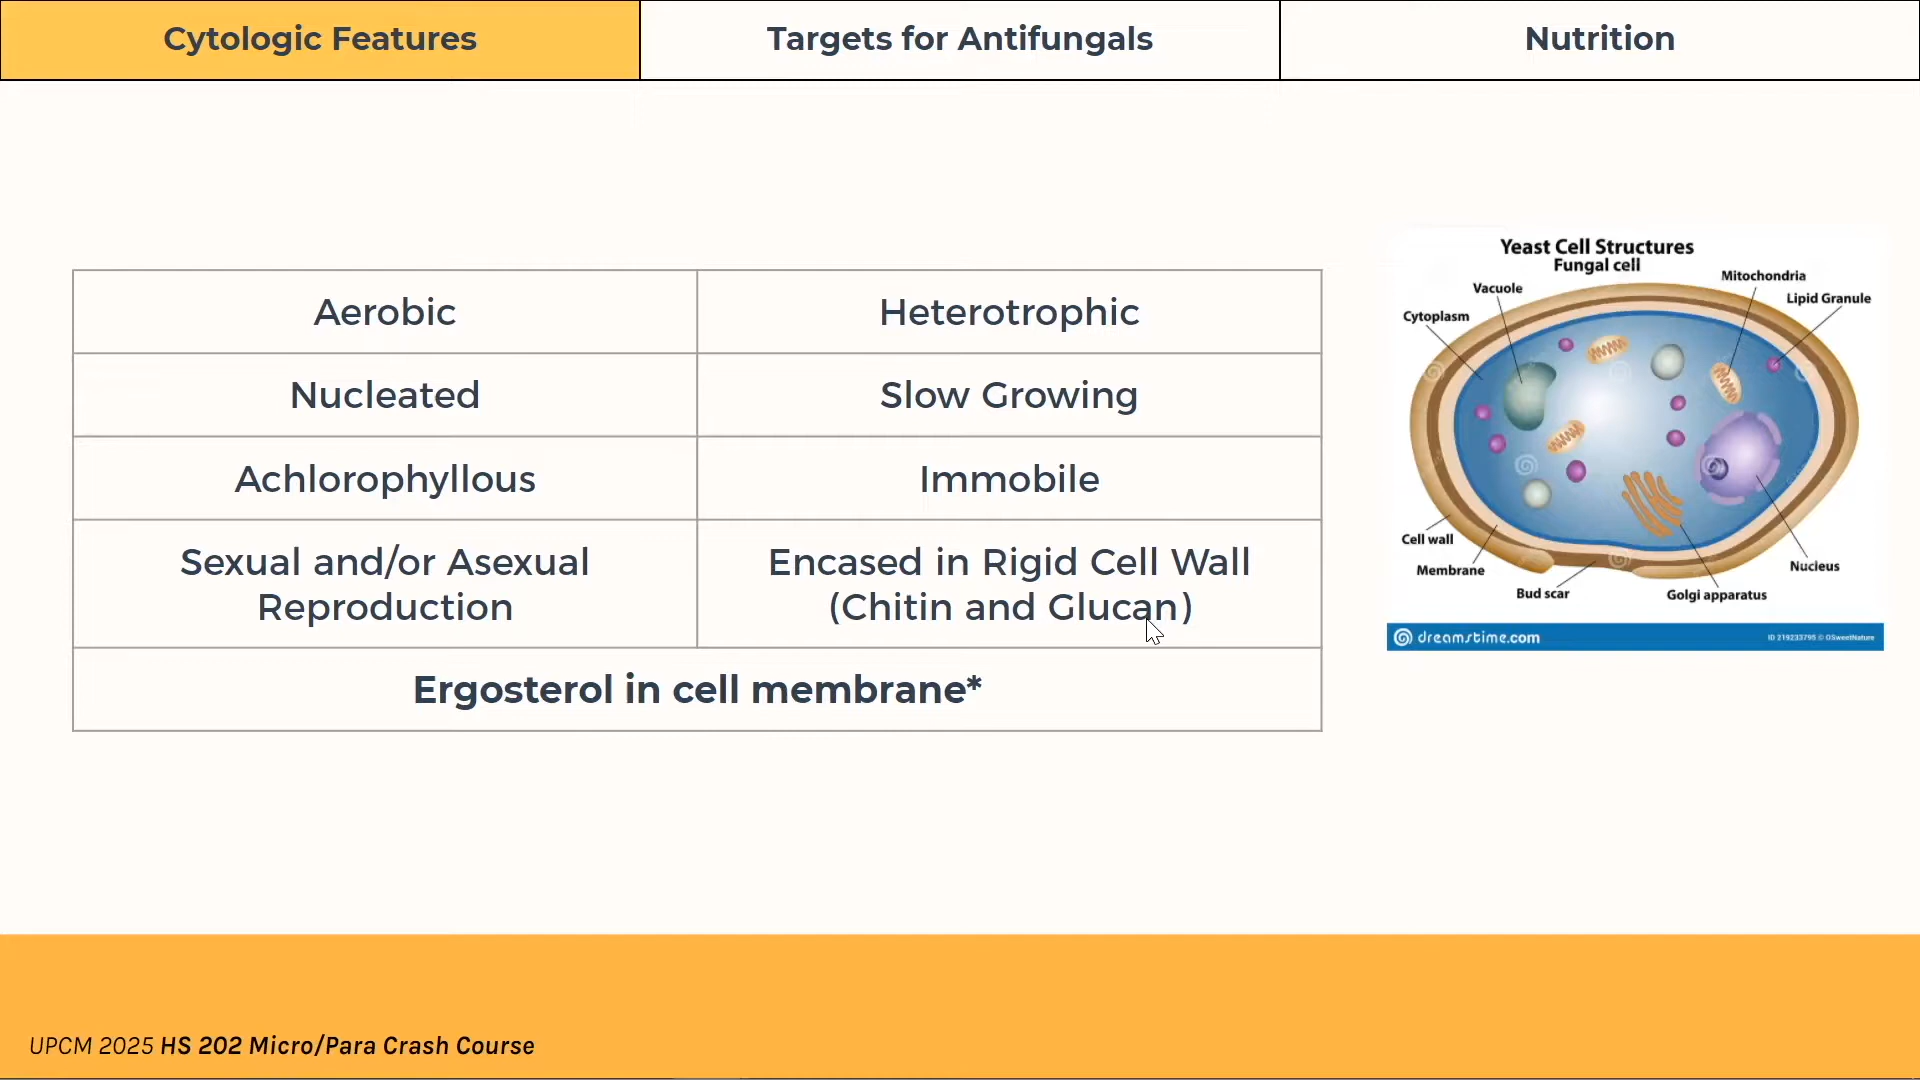 Cytologic Features
Targets for Antifungals
Nutrition
Aerobic
Heterotrophic
Nucleated
Slow Growing
Achlorophyllous
Immobile
Sexual and/or Asexual
Reproduction
Encased in Rigid Cell Wall
(Chitin and Glucan)
Ergosterol in cell membrane*
Yeast Cell Structures
Fungal cell
Mitochondria
Vacuole
Lipid Granule
Cytoplasm
Cell wall
Membrane
Bud scar
Golgi apparatus
Nucleus
dreamstime.com
ID 219233795 © OSweetNature
UPCM 2025 HS 202 Micro/Para Crash Course